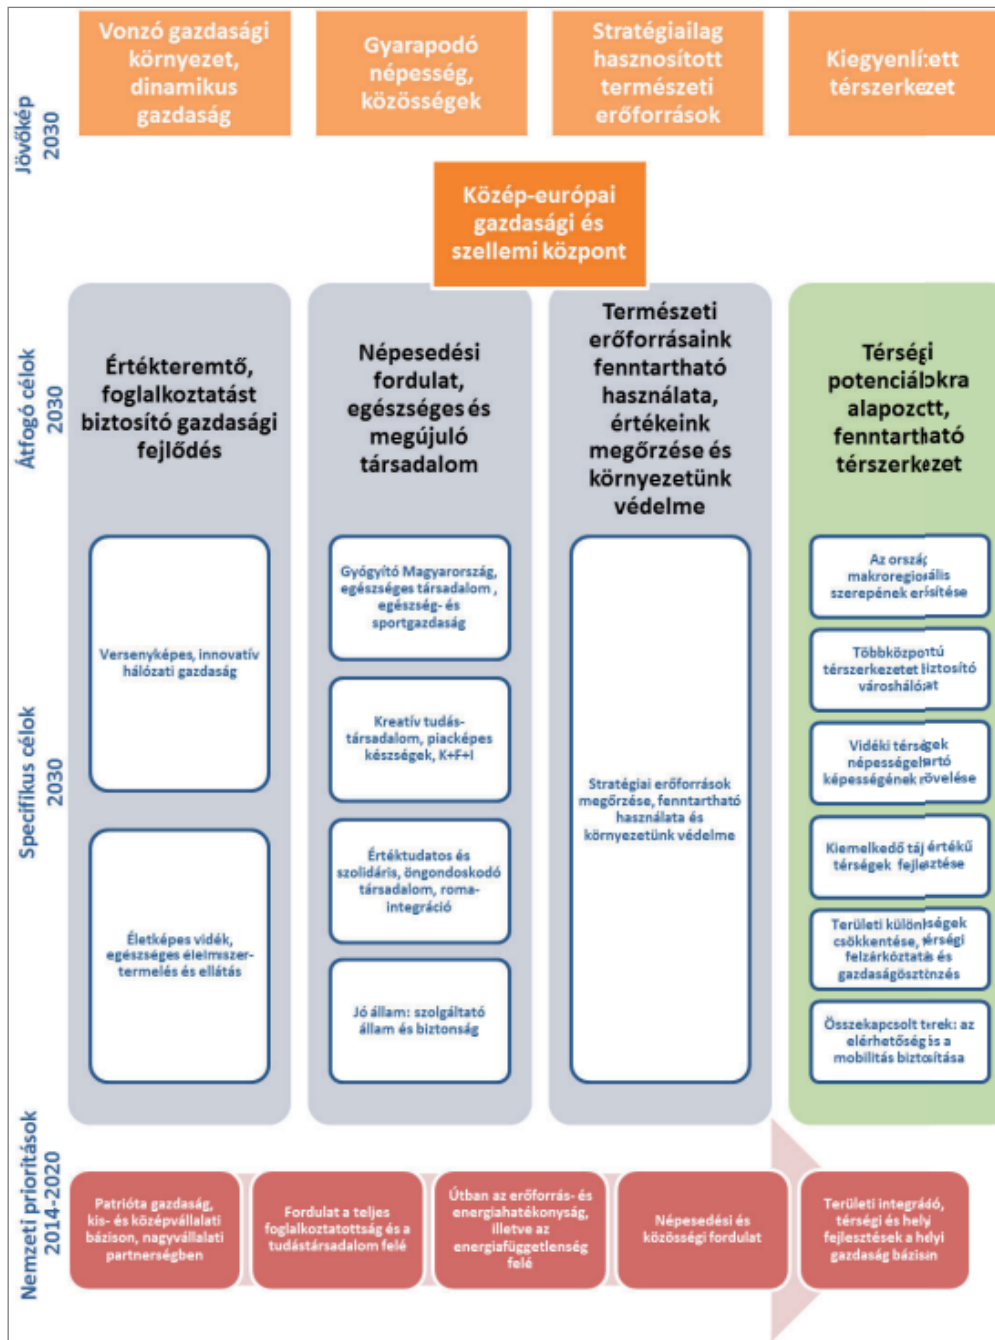 Jövőkép
2030
Vonzó gazdasági
környezet,
dinamikus
gazdaság
Gyarapodó
népesség,
közösségek
Stratégiailag
hasznosított
természeti
erőforrások
Kiegyenlített
térszerkezet
Közép-európai
gazdasági és
szellemi központ
Átfogó célok
2030
Értékteremtő,
foglalkoztatást
biztosító gazdasági
fejlődés
Népesedési
fordulat,
egészséges és
megújuló
társadalom
Természeti
erőforrásaink
fenntartható
használata,
értékeink
megőrzése és
környezetünk
védelme
Térségi
potenciálokra
alapozott,
fenntartható
térszerkezet
Specifikus célok
2030
Versenyképes, innovatív
hálózati gazdaság
Életképes vidék,
egészséges élelmiszer-
termelés és ellátás
Gyógyító Magyarország,
egészséges társadalom ,
egészség- és
sportgazdaság
Kreatív tudás-
társadalom, piacképes
készségek, K+F+I
Értéktudatos és
szolidáris, öngondoskodó
társadalom, roma-
integráció
Jó állam: szolgáltató
állam és biztonság
Stratégiai erőforrások
megőrzése, fenntartható
használata és
környezetünk védelme
Az ország
makroregionális
szerepének erősítése
Többközpontú
térszerkezetet biztosító
városhálózat
Vidéki térségek
népességeltartó
képességének növelése
Kiemelkedő táji értékű
térségek fejlesztése
Területi különbségek
csökkentése, térségi
felzárkóztatás és
gazdaságösztönzés
Összekapcsolt terek: az
elérhetőség és a
mobilitás biztosítása
Nemzeti prioritások
2014-2020
Patrióta gazdaság,
kis- és középvállalati
bázison, nagyvállalati
partnerségben
Fordulat a teljes
foglalkoztatottság és a
tudástársadalom felé
Útban az erőforrás- és
energiahatékonyság,
illetve az
energiafüggetlenség
felé
Népesedési és
közösségi fordulat
Területi integráció,
térségi és helyi
fejlesztések a helyi
gazdaság bázisán